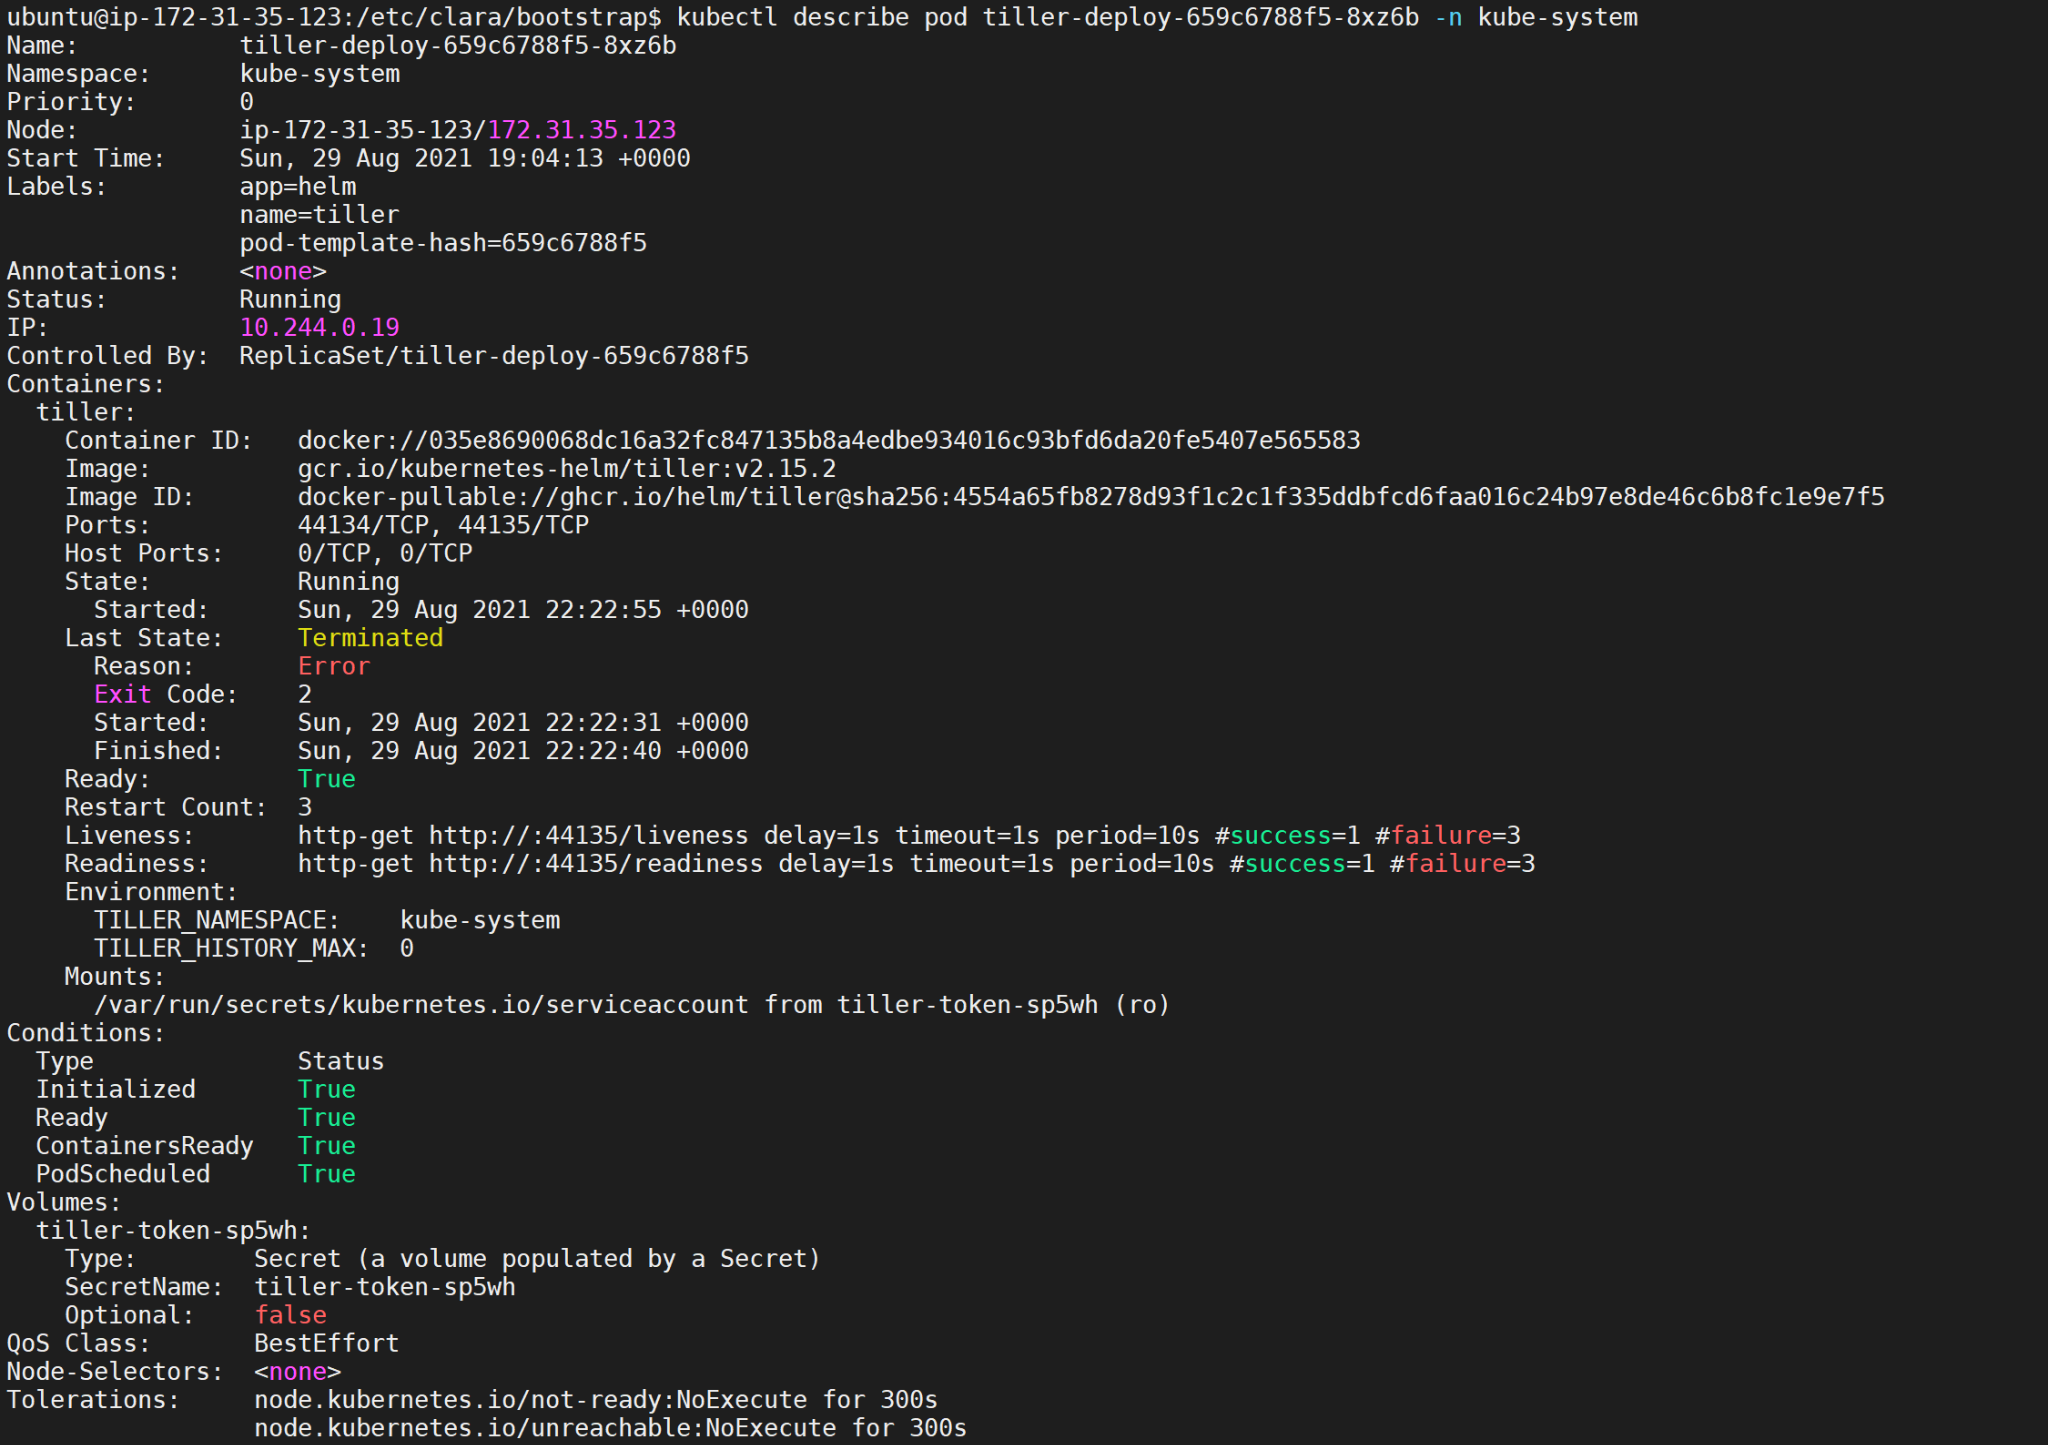 ubuntu@ip-172-31-35-123:/etc/clara/bootstrap$ kubectl describe pod tiller-deploy-659c6788f5-8xz6b -n kube-system
Name:           tiller-deploy-659c6788f5-8xz6b
Namespace:      kube-system
Priority:       0
Node:           ip-172-31-35-123/172.31.35.123
Start Time:     Sun, 29 Aug 2021 19:04:13 +0000
Labels:         app=helm
                name=tiller
                pod-template-hash=659c6788f5
Annotations:    <none>
Status:         Running
IP:             10.244.0.19
Controlled By:  ReplicaSet/tiller-deploy-659c6788f5
Containers:
  tiller:
    Container ID:   docker://035e8690068dc16a32fc847135b8a4edbe934016c93bfd6da20fe5407e565583
    Image:          gcr.io/kubernetes-helm/tiller:v2.15.2
    Image ID:       docker-pullable://ghcr.io/helm/tiller@sha256:4554a65fb8278d93f1c2c1f335ddbfcd6faa016c24b97e8de46c6b8fc1e9e7f5
    Ports:          44134/TCP, 44135/TCP
    Host Ports:     0/TCP, 0/TCP
    State:          Running
      Started:      Sun, 29 Aug 2021 22:22:55 +0000
    Last State:     Terminated
      Reason:       Error
      Exit Code:    2
      Started:      Sun, 29 Aug 2021 22:22:31 +0000
      Finished:     Sun, 29 Aug 2021 22:22:40 +0000
    Ready:          True
    Restart Count:  3
    Liveness:       http-get http://:44135/liveness delay=1s timeout=1s period=10s #success=1 #failure=3
    Readiness:      http-get http://:44135/readiness delay=1s timeout=1s period=10s #success=1 #failure=3
    Environment:
      TILLER_NAMESPACE:    kube-system
      TILLER_HISTORY_MAX:  0
    Mounts:
      /var/run/secrets/kubernetes.io/serviceaccount from tiller-token-sp5wh (ro)
Conditions:
  Type              Status
  Initialized       True
  Ready             True
  ContainersReady   True
  PodScheduled      True
Volumes:
  tiller-token-sp5wh:
    Type:        Secret (a volume populated by a Secret)
    SecretName:  tiller-token-sp5wh
    Optional:    false
QoS Class:       BestEffort
Node-Selectors:  <none>
Tolerations:     node.kubernetes.io/not-ready:NoExecute for 300s
                 node.kubernetes.io/unreachable:NoExecute for 300s